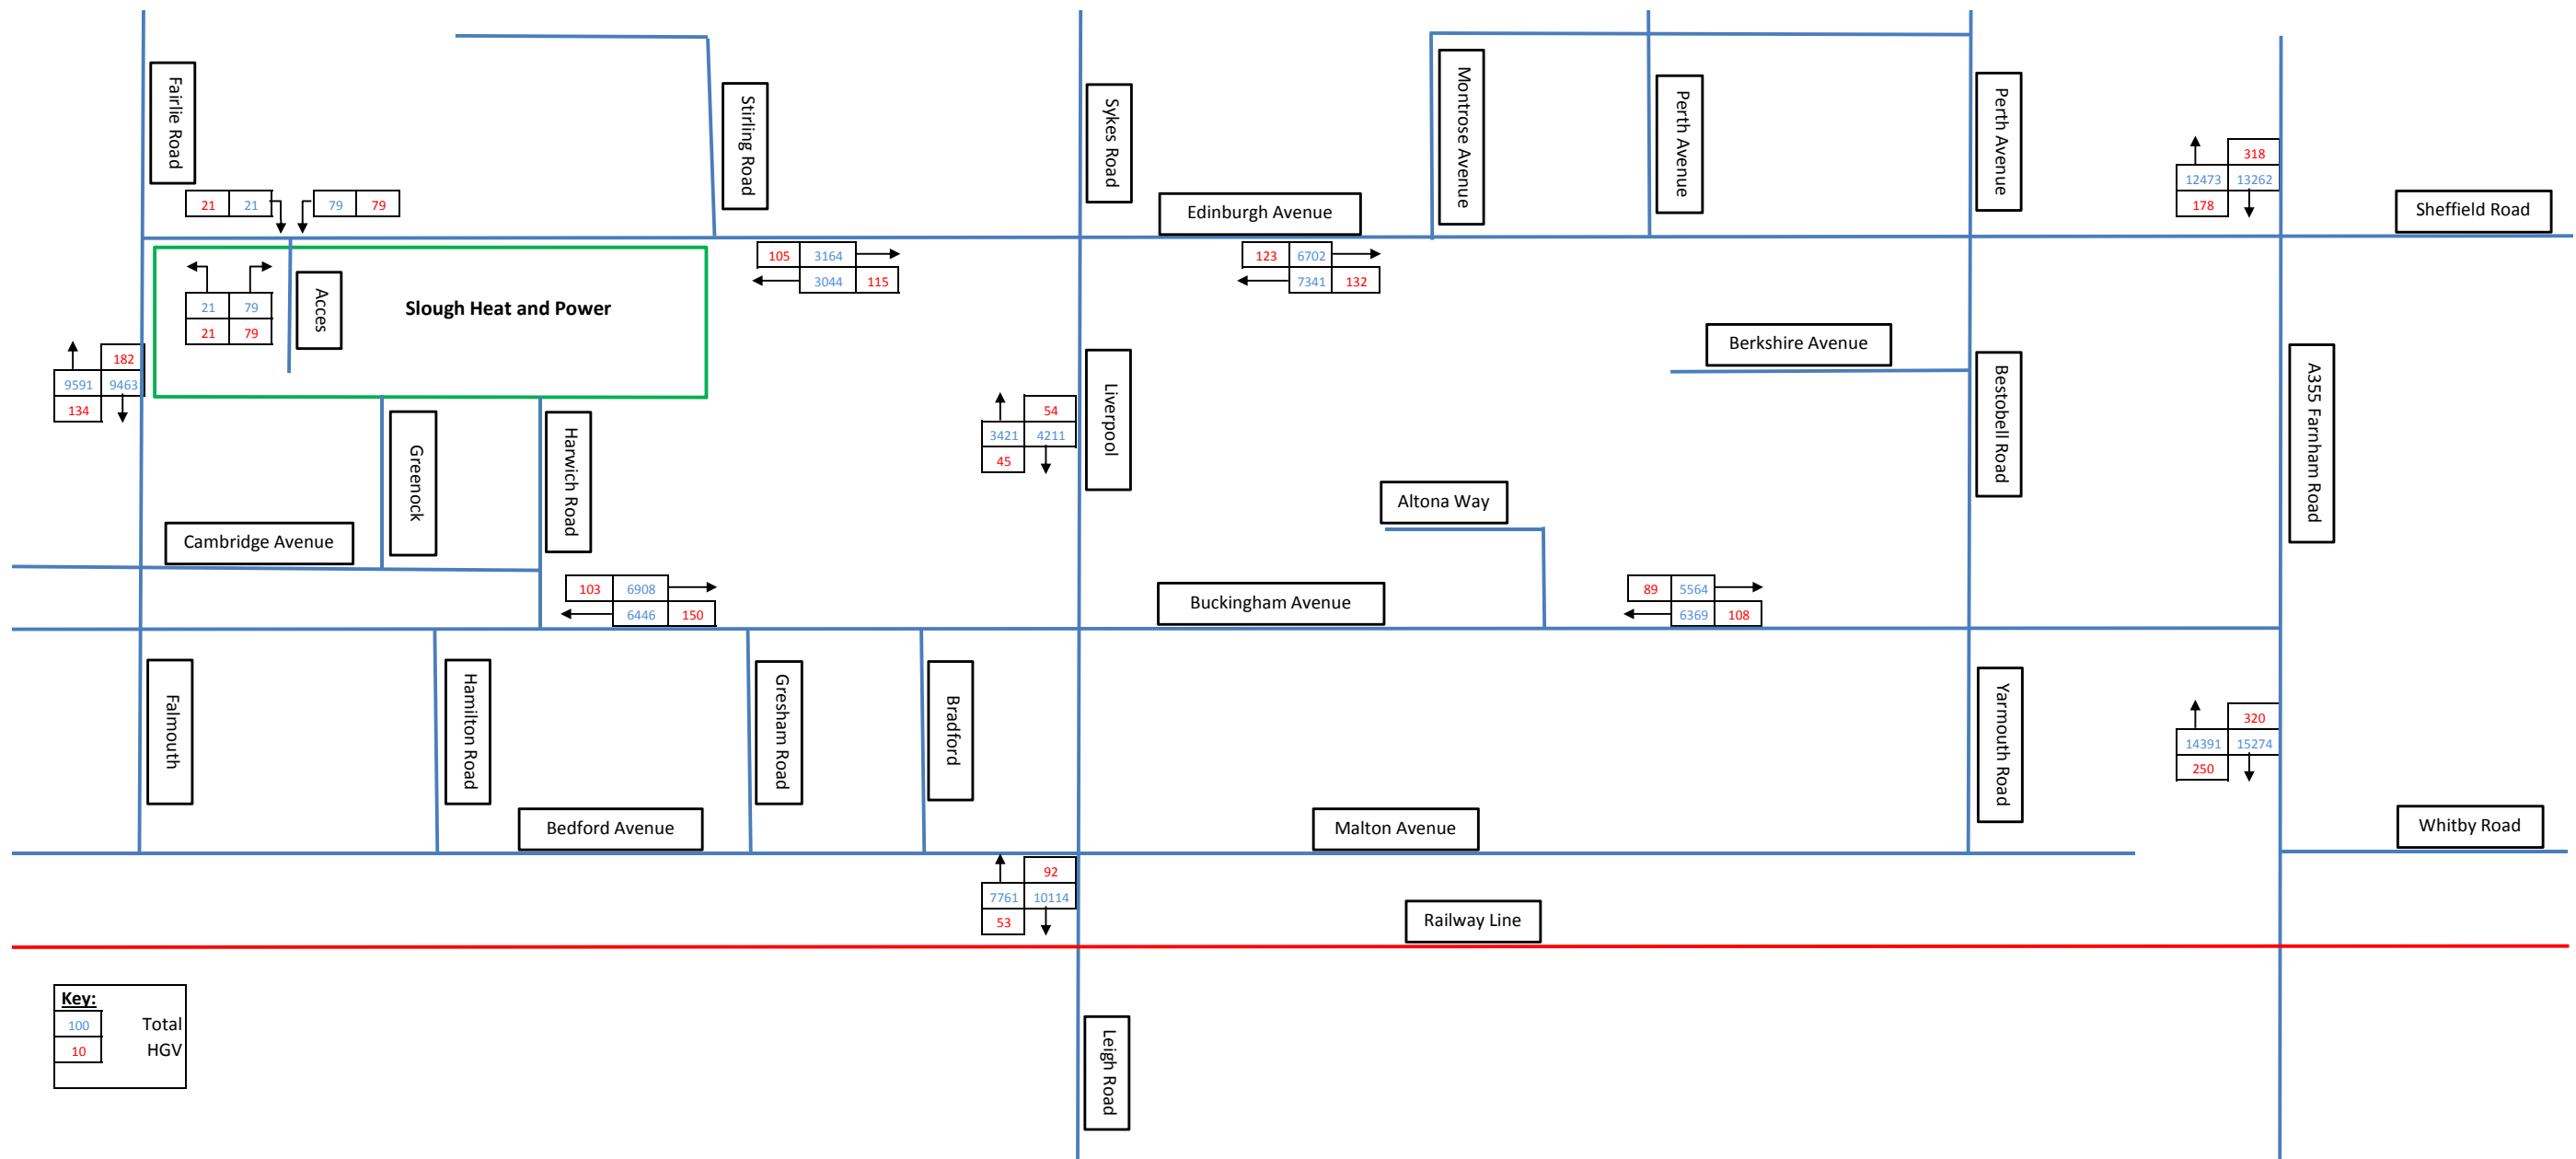 Fairlie Road
Stirling Road
Sykes Road
Montrose Avenue
Perth Avenue
Perth Avenue
318
12473 13262
178
21 21
79 79
Edinburgh Avenue
Sheffield Road
105 3164
3044 115
123 6702
7341 132
21 79
21 79
Acces
Slough Heat and Power
182
9591 9463
134
Berkshire Avenue
Bestobell Road
A355 Farnham Road
Liverpool
54
3421 4211
45
Greenock
Harwich Road
Altona Way
Cambridge Avenue
103 6908
6446 150
Buckingham Avenue
89 5564
6369 108
Falmouth
Hamilton Road
Gresham Road
Bradford
Yarmouth Road
320
14391 15274
250
Bedford Avenue
Malton Avenue
Whitby Road
92
7761 10114
53
Railway Line
Key:
100 Total
10 HGV
Leigh Road